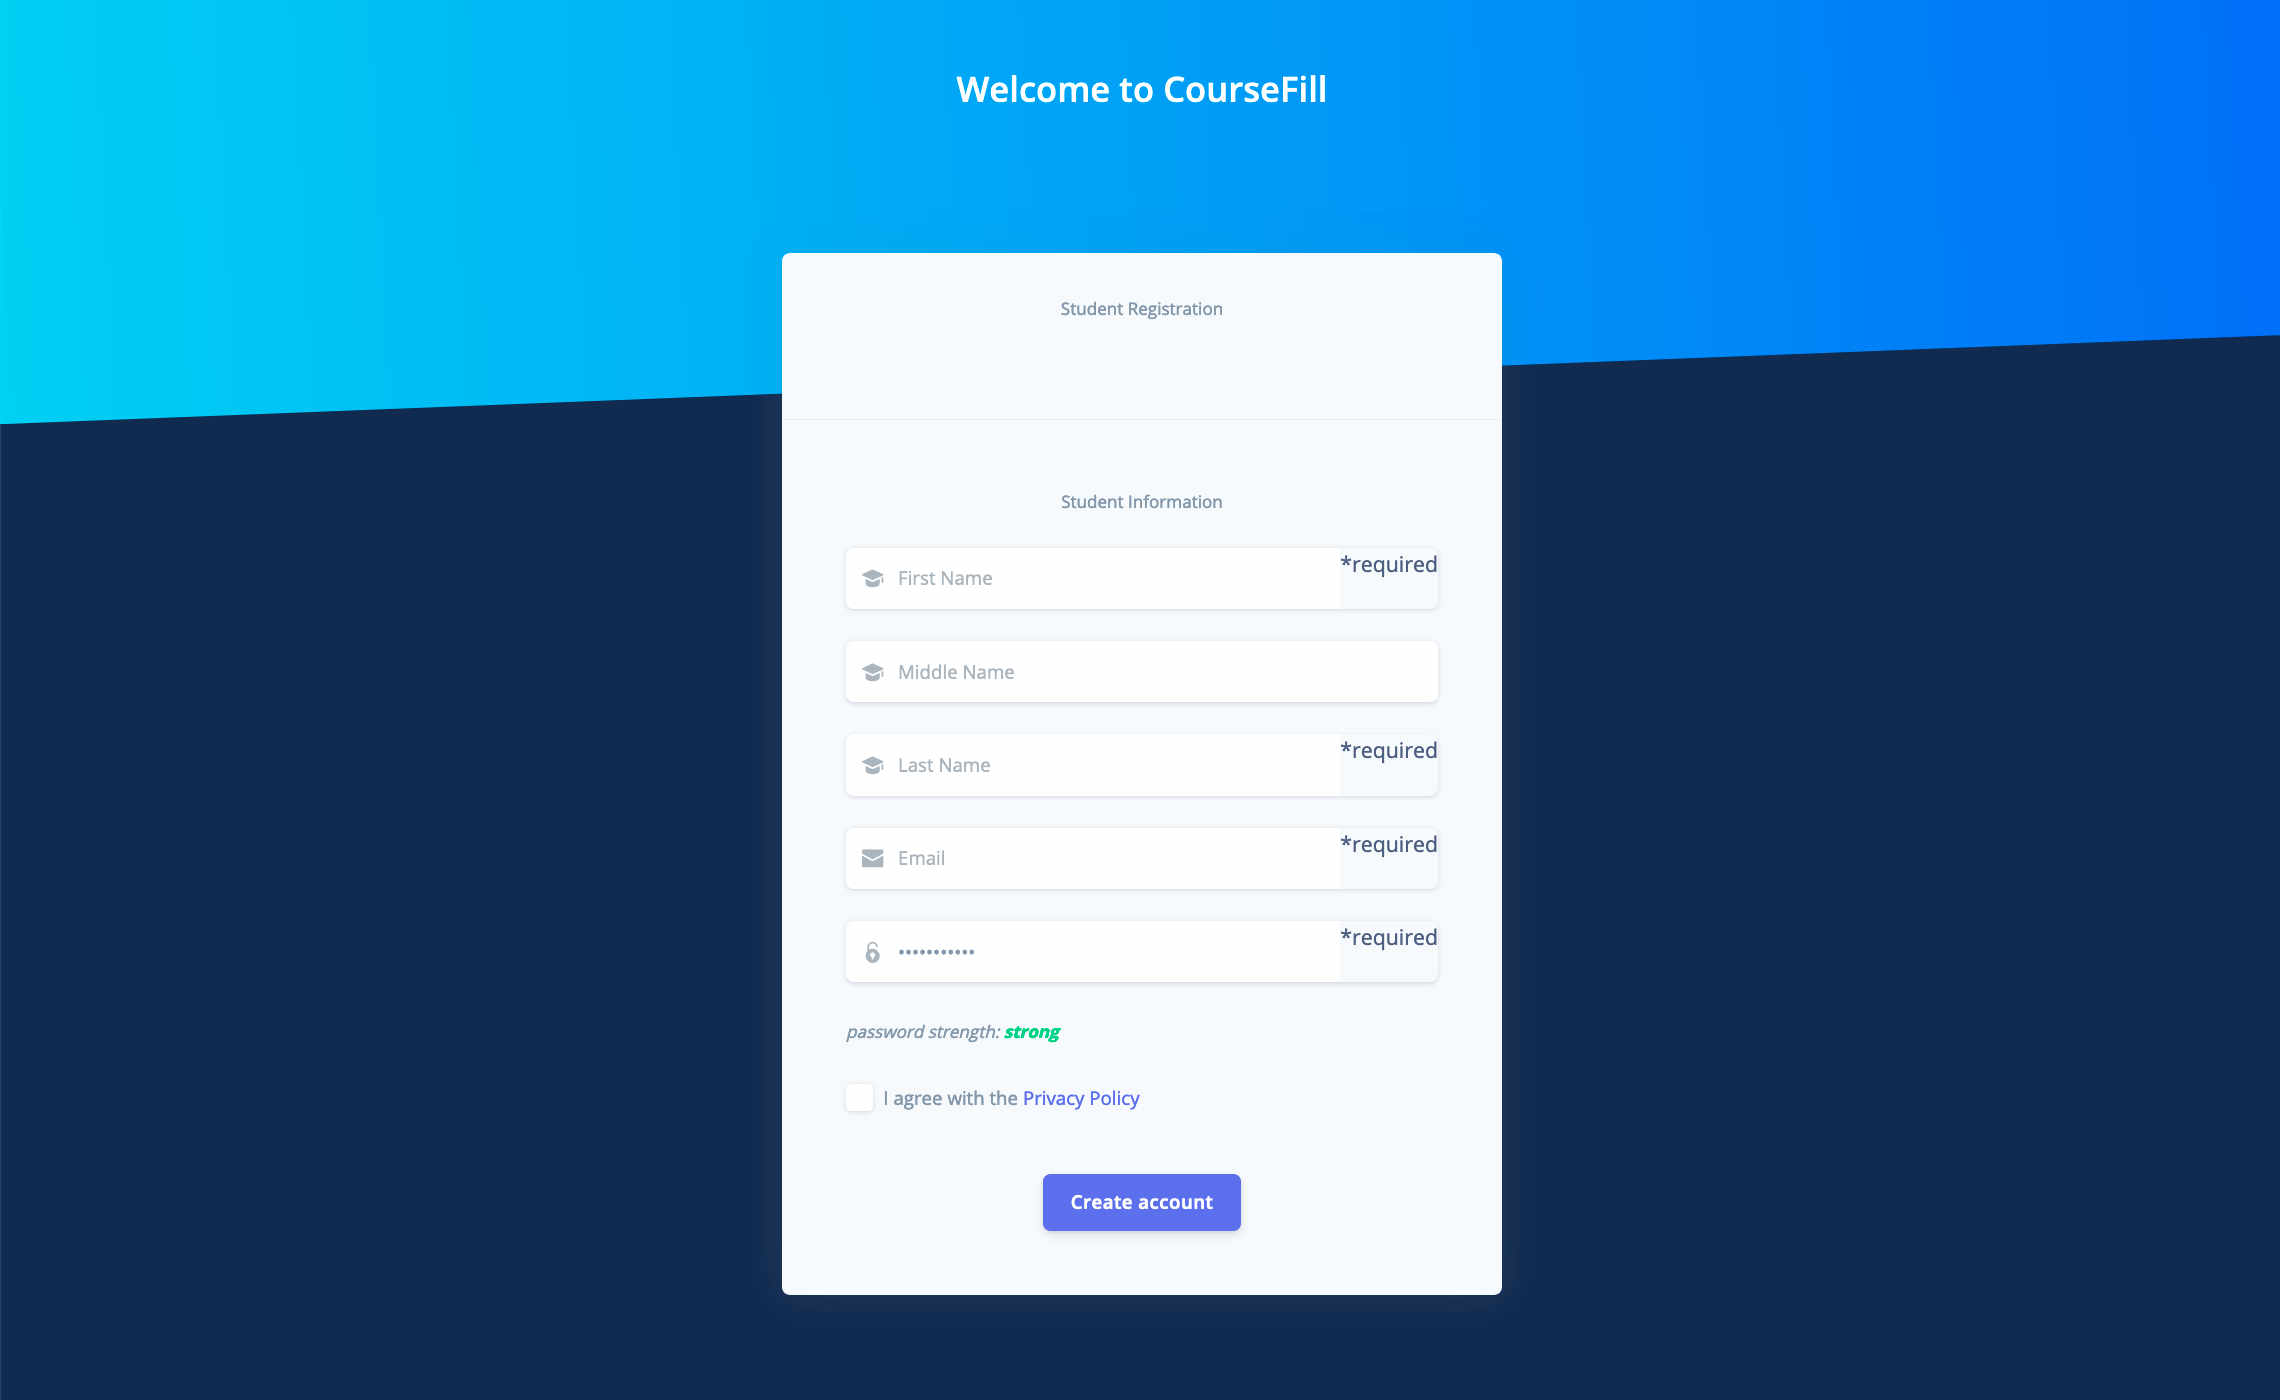 Welcome to CourseFill
Student Registration
Student Information
First Name *required
Middle Name
Last Name *required
Email *required
••••••••••• *required
password strength: strong
I agree with the Privacy Policy
Create account